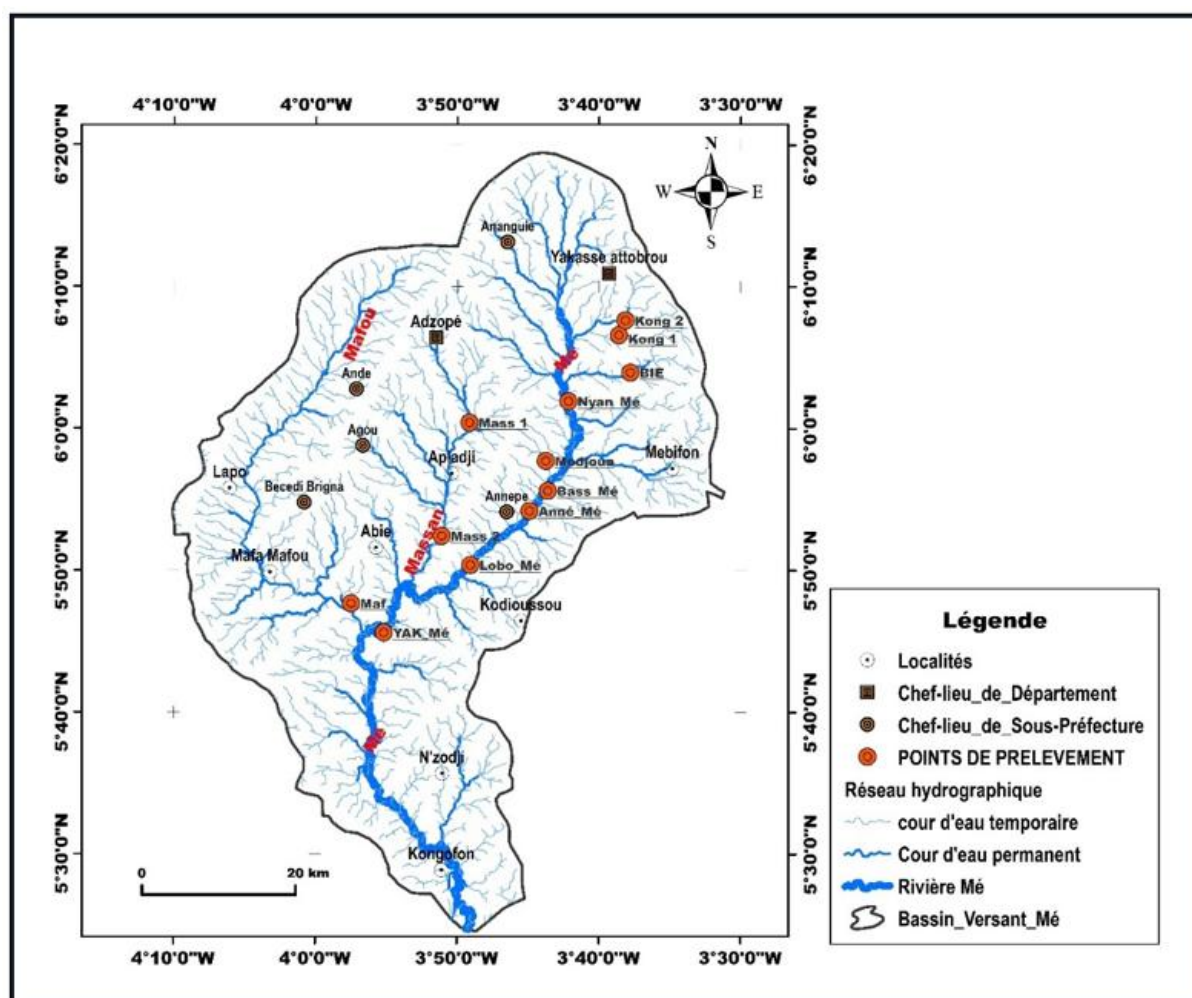 4°10'0"W 4°0'0"W 3°50'0"W 3°40'0"W 3°30'0"W
6°20'0"N 6°20'0"N
N
W E
S
Ananguie
Yakasse attobrou
6°10'0"N 6°10'0"N
Mafou
Adzopé
Kong 2
Kong 1
Mé
Ande
BIE
Nyan_Mé
Mass 1
6°0'0"N 6°0'0"N
Agou
Apiadji
Modjoua
Mebifon
Lapo
Becedi Brigna
Bass_Mé
Annepe
Anné_Mé
Massan
Abie
Mass 2
Mafa Mafou
Lobo_Mé
5°50'0"N 5°50'0"N
Maf
Kodioussou
YAK_Mé
5°40'0"N 5°40'0"N
Mé
N'zodji
Kongofon
5°30'0"N 5°30'0"N
0 20 km
4°10'0"W 4°0'0"W 3°50'0"W 3°40'0"W 3°30'0"W
Légende
Localités
Chef-lieu_de_Département
Chef-lieu_de_Sous-Préfecture
POINTS DE PRELEVEMENT
Réseau hydrographique
cour d'eau temporaire
Cour d'eau permanent
Rivière Mé
Bassin_Versant_Mé